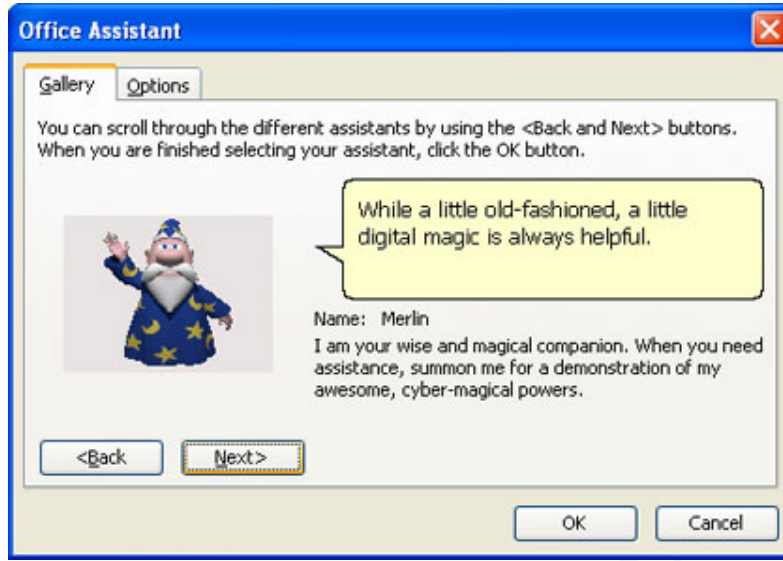 Office Assistant
Gallery
Options
You can scroll through the different assistants by using the <Back and Next> buttons.
When you are finished selecting your assistant, click the OK button.
While a little old-fashioned, a little
digital magic is always helpful.
Name: Merlin
I am your wise and magical companion. When you need
assistance, summon me for a demonstration of my
awesome, cyber-magical powers.
<Back
Next>
OK
Cancel